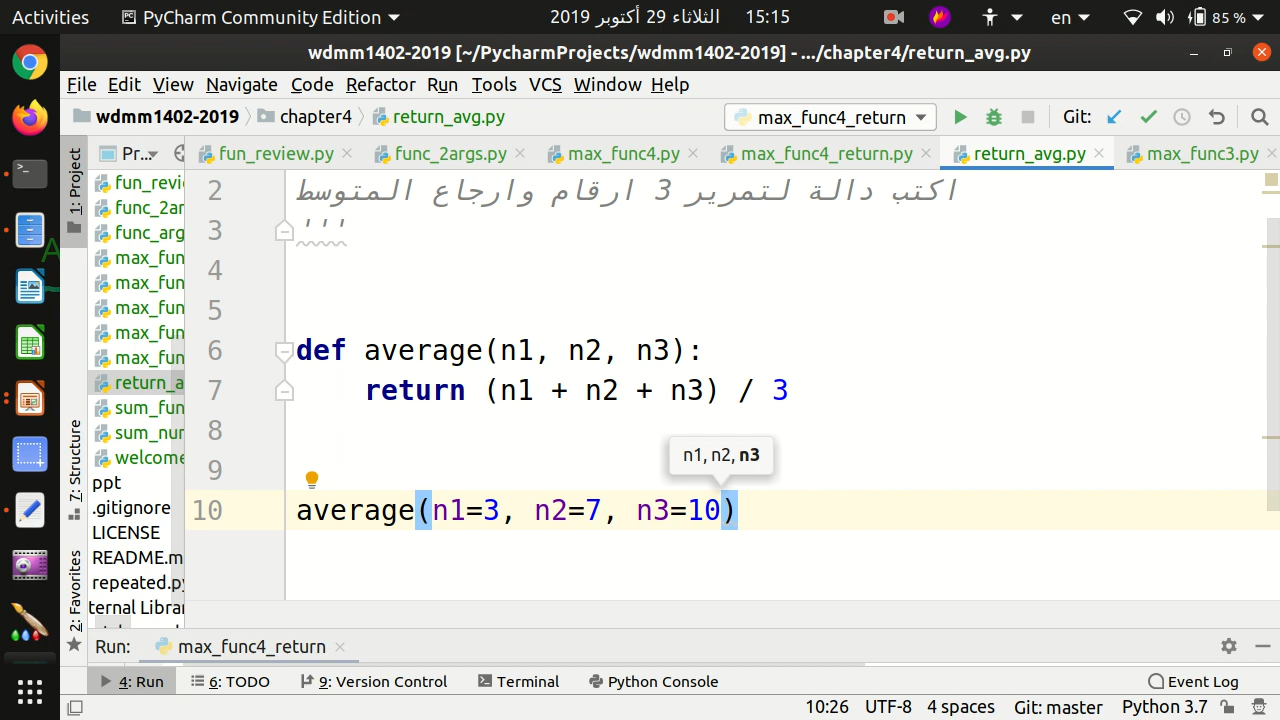 Activities PyCharm Community Edition 2019 الثلاثاء 29 أكتوبر 15:15 en 85 %
wdmm1402-2019 [~/PycharmProjects/wdmm1402-2019] - .../chapter4/return_avg.py
File Edit View Navigate Code Refactor Run Tools VCS Window Help
wdmm1402-2019 chapter4 return_avg.py max_func4_return Git:
1: Project Pr... fun_review.py func_2args.py max_func4.py max_func4_return.py return_avg.py max_func3.py
fun_revi
func_2ar
func_arg
max_fun
max_fun
max_fun
max_fun
max_fun
return_a
sum_fun
sum_nur
welcome
ppt
.gitignore
LICENSE
README.m
repeated.py
ternal Librar
7: Structure
2: Favorites
2 اكتب دالة لتمرير 3 ارقام وارجاع المتوسط
3 '''
4
5
6 def average(n1, n2, n3):
7 return (n1 + n2 + n3) / 3
8
n1, n2, n3
9
10 average(n1=3, n2=7, n3=10)
Run: max_func4_return
4: Run 6: TODO 9: Version Control Terminal Python Console Event Log
10:26 UTF-8 4 spaces Git: master Python 3.7